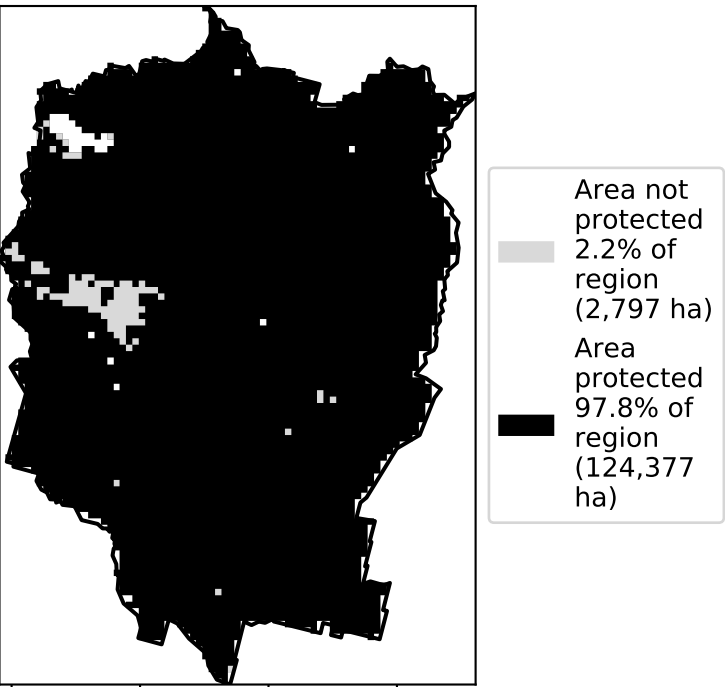 Area not
protected
2.2% of
region
(2,797 ha)
Area
protected
97.8% of
region
(124,377
ha)